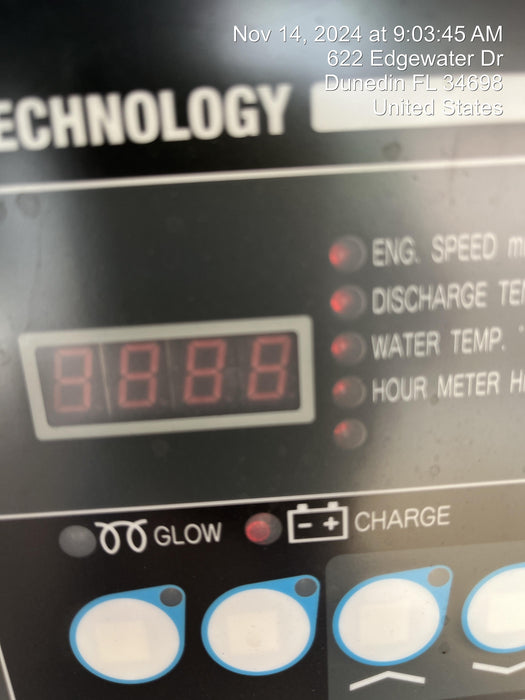 Nov 14, 2024 at 9:03:45 AM
622 Edgewater Dr
Dunedin FL 34698
United States
ECHNOLOGY
ENG. SPEED
DISCHARGE
WATER TEMP.
8888
HOUR METER
GLOW
- +
CHARGE